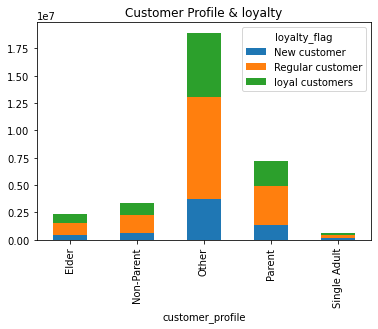 Customer Profile & loyalty
1e7
loyalty_flag
New customer
Regular customer
loyal customers
1.75
1.50
1.25
1.00
0.75
0.50
0.25
0.00
Elder
Non-Parent
Other
Parent
Single Adult
customer_profile